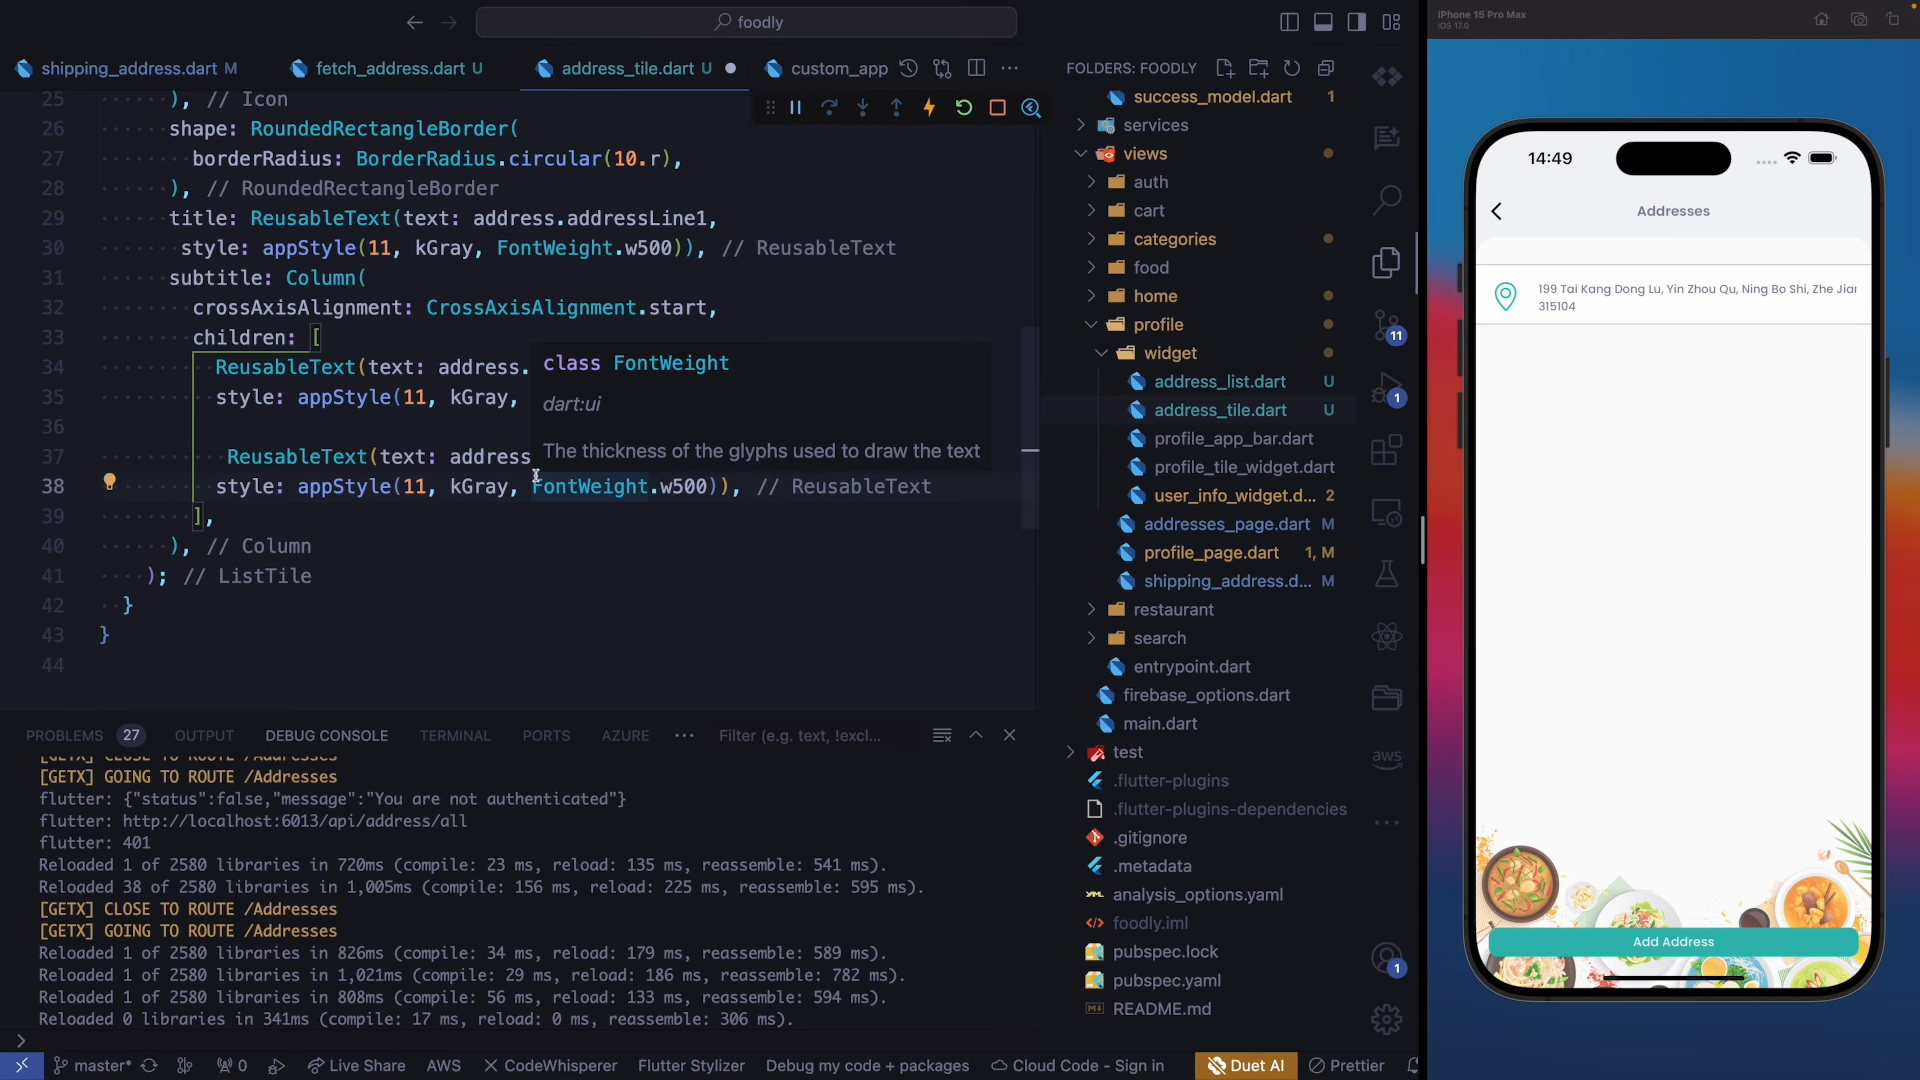 foodly
shipping_address.dart M
fetch_address.dart U
address_tile.dart U
custom_app
25 ), // Icon
26 shape: RoundedRectangleBorder(
27 borderRadius: BorderRadius.circular(10.r),
28 ), // RoundedRectangleBorder
29 title: ReusableText(text: address.addressLine1,
30 style: appStyle(11, kGray, FontWeight.w500)), // ReusableText
31 subtitle: Column(
32 crossAxisAlignment: CrossAxisAlignment.start,
33 children: [
34 ReusableText(text: address.
35 style: appStyle(11, kGray,
36
37 ReusableText(text: address
38 style: appStyle(11, kGray, FontWeight.w500)), // ReusableText
39 ],
40 ), // Column
41 ); // ListTile
42 }
43 }
44
class FontWeight
dart:ui
The thickness of the glyphs used to draw the text
PROBLEMS 27 OUTPUT DEBUG CONSOLE TERMINAL PORTS AZURE ··· Filter (e.g. text, !excl...
[GETX] CLOSE TO ROUTE /Addresses
[GETX] GOING TO ROUTE /Addresses
flutter: {"status":false,"message":"You are not authenticated"}
flutter: http://localhost:6013/api/address/all
flutter: 401
Reloaded 1 of 2580 libraries in 720ms (compile: 23 ms, reload: 135 ms, reassemble: 541 ms).
Reloaded 38 of 2580 libraries in 1,005ms (compile: 156 ms, reload: 225 ms, reassemble: 595 ms).
[GETX] CLOSE TO ROUTE /Addresses
[GETX] GOING TO ROUTE /Addresses
Reloaded 1 of 2580 libraries in 826ms (compile: 34 ms, reload: 179 ms, reassemble: 589 ms).
Reloaded 1 of 2580 libraries in 1,021ms (compile: 29 ms, reload: 186 ms, reassemble: 782 ms).
Reloaded 1 of 2580 libraries in 808ms (compile: 56 ms, reload: 133 ms, reassemble: 594 ms).
Reloaded 0 libraries in 341ms (compile: 17 ms, reload: 0 ms, reassemble: 306 ms).
master* 0 Live Share AWS CodeWhisperer Flutter Stylizer Debug my code + packages Cloud Code - Sign in Duet AI Prettier
FOLDERS: FOODLY
success_model.dart 1
services
views
auth
cart
categories
food
home
profile
widget
address_list.dart U
address_tile.dart U
profile_app_bar.dart
profile_tile_widget.dart
user_info_widget.d... 2
addresses_page.dart M
profile_page.dart 1, M
shipping_address.d... M
restaurant
search
entrypoint.dart
firebase_options.dart
main.dart
test
.flutter-plugins
.flutter-plugins-dependencies
.gitignore
.metadata
analysis_options.yaml
foodly.iml
pubspec.lock
pubspec.yaml
README.md
11
1
aws
1
iPhone 15 Pro Max
iOS 17.0
14:49
Addresses
199 Tai Kang Dong Lu, Yin Zhou Qu, Ning Bo Shi, Zhe Jiar
315104
Add Address